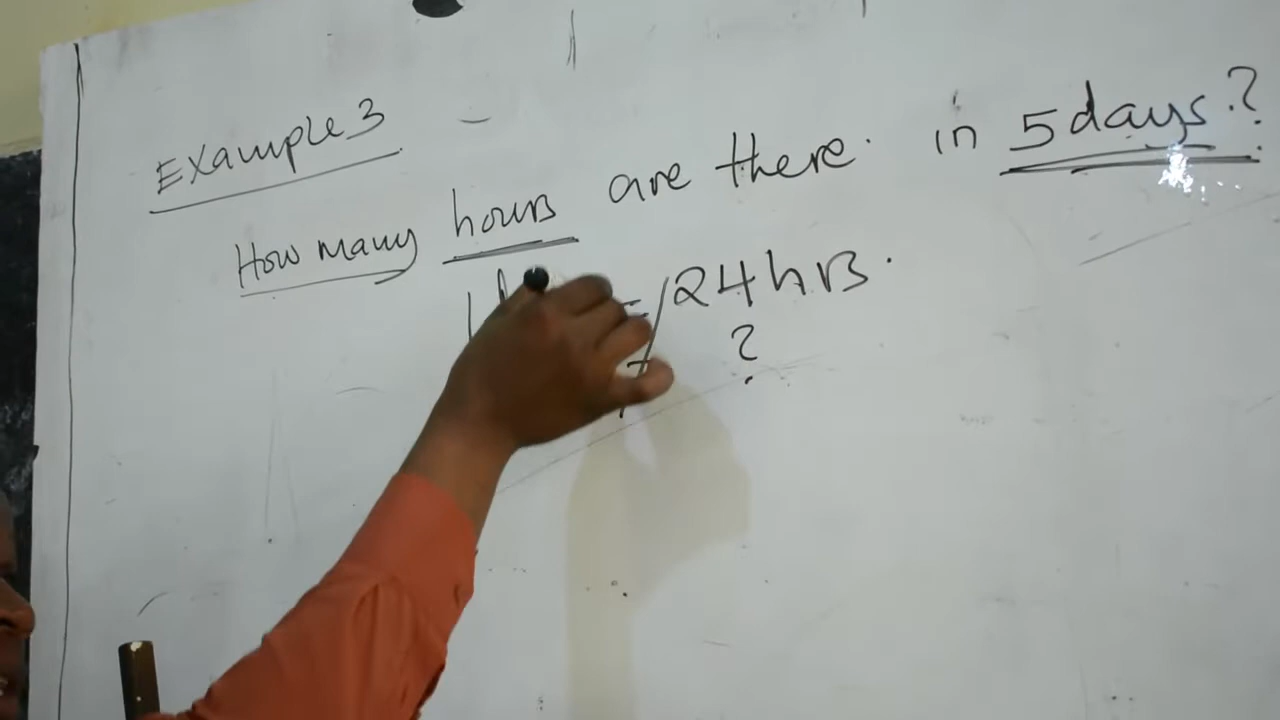 Example 3
How many hours are there. in 5 days?
= 24 hrs.
?